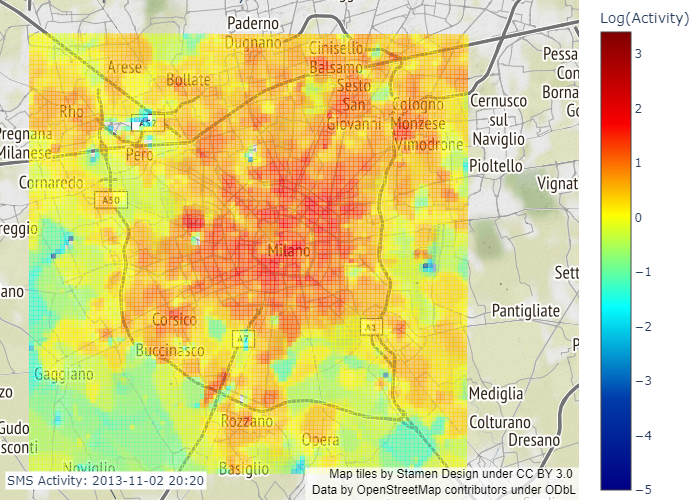 Log(Activity)
3
2
1
0
−1
−2
−3
−4
−5
Paderno
Dugnano
Cinisello
Balsamo
Arese
Bollate
Sesto
San
Giovanni
Rho
A52
Cologno
Monzese
Vimodrone
Pessa
Con
Borna
Go
Cernusco
sul
Naviglio
Pregnana
Milanese
Pero
Pioltello
Cornaredo
Vignat
A50
reggio
Milano
Sett
ano
Pantigliate
Corsico
A7
A1
Buccinasco
P
Gaggiano
zo
Mediglia
Rozzano
Colturano
Gudo
Dresano
sconti
Opera
Noviglio
Basiglio
SMS Activity: 2013-11-02 20:20
Map tiles by Stamen Design under CC BY 3.0
Data by OpenStreetMap contributors under ODbL